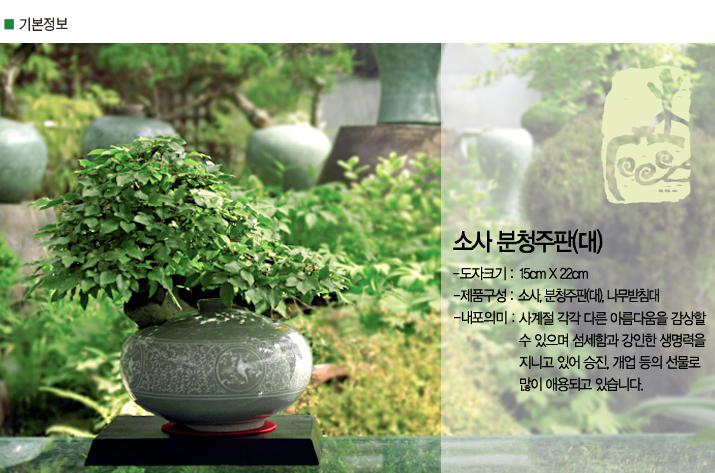 기본정보
소사 분청주판(대)
-도자크기 : 15cm X 22cm
-제품구성 : 소사, 분청주판(대), 나무받침대
-내포의미 : 사계절 각각 다른 아름다움을 감상할
수 있으며 섬세함과 강인한 생명력을
지니고 있어 승진, 개업 등의 선물로
많이 애용되고 있습니다.